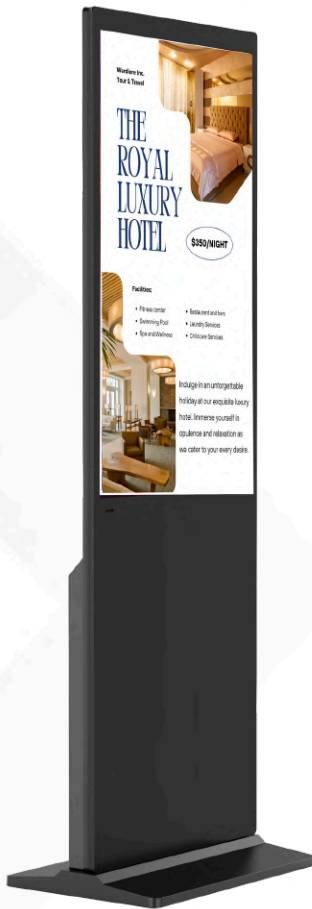 Wardiere Inc.
Tour & Travel
THE
ROYAL
LUXURY
HOTEL
$350/NIGHT
Facilities:
• Fitness center
• Swimming Pool
• Spa and Wellness
• Restaurant and bars
• Laundry Services
• Childcare Services
Indulge in an unforgettable
holiday at our exquisite luxury
hotel. Immerse yourself in
opulence and relaxation as
we cater to your every desire.